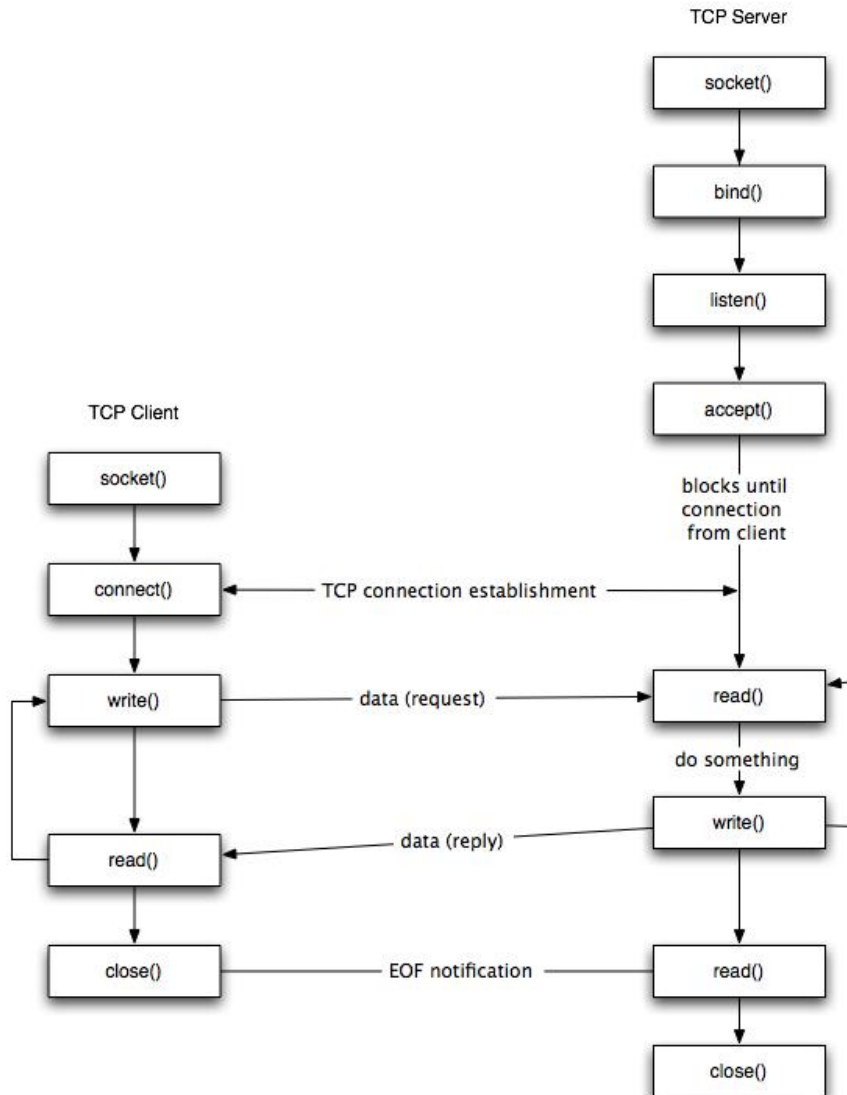 TCP Server
socket()
bind()
listen()
accept()
TCP Client
socket()
blocks until
connection
from client
connect()
TCP connection establishment
write()
data (request)
read()
do something
write()
data (reply)
read()
close()
EOF notification
read()
close()